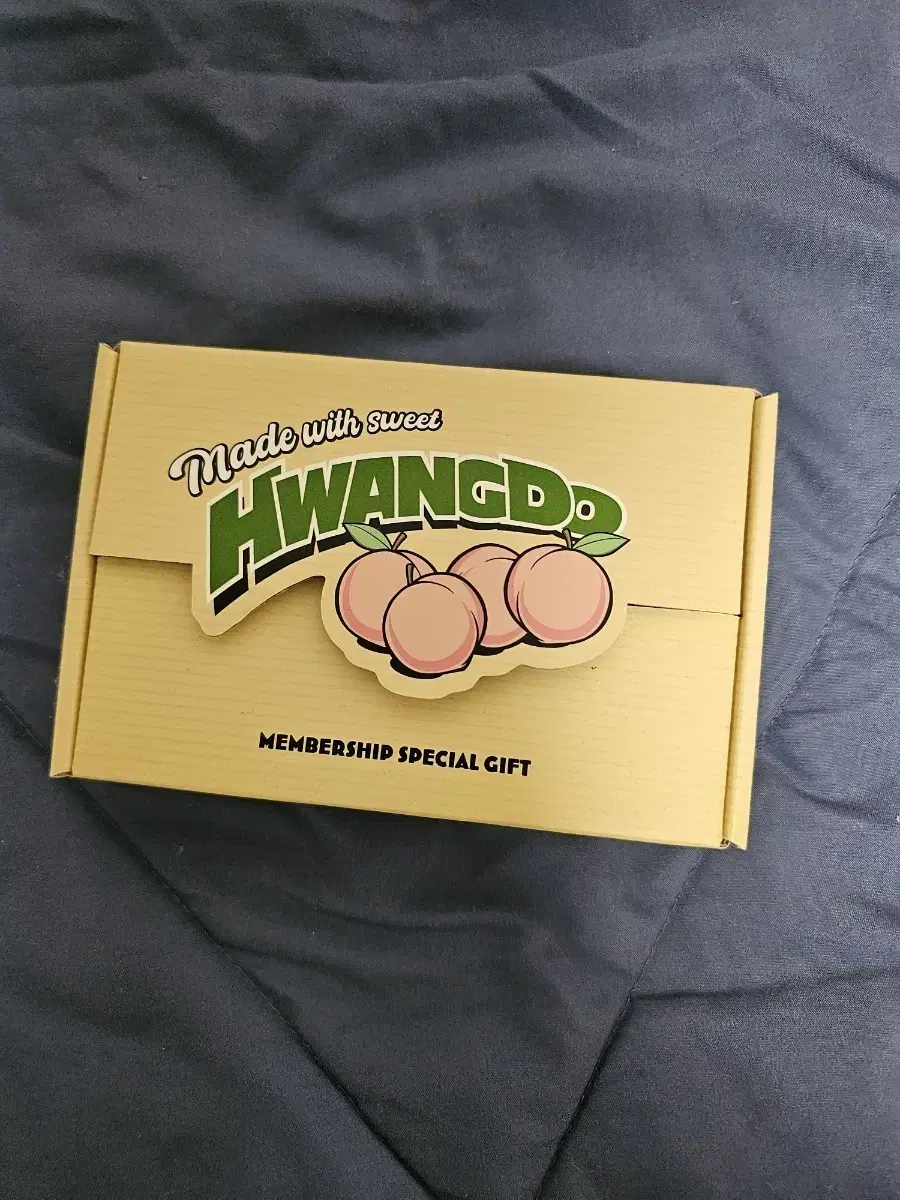 Made with sweet
HWANGDO
MEMBERSHIP SPECIAL GIFT